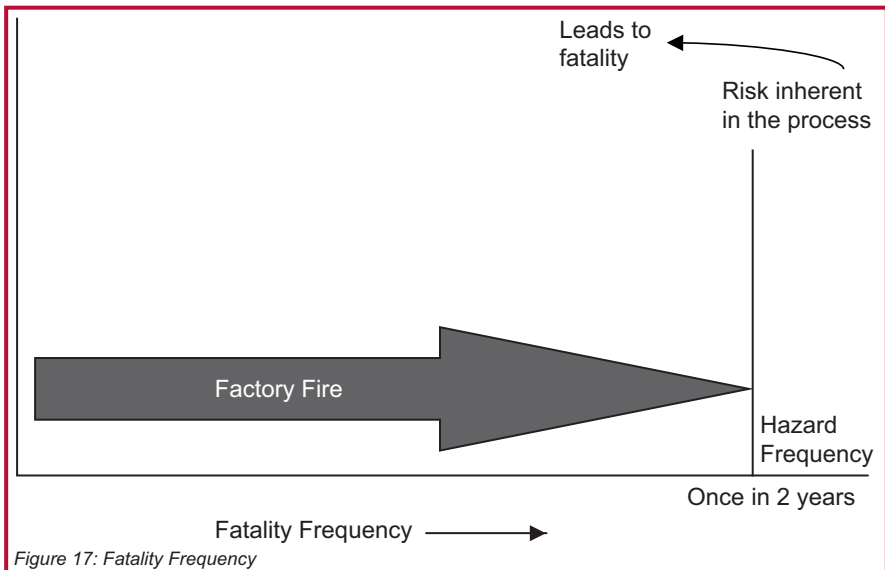 Leads to
fatality
Risk inherent
in the process
Factory Fire
Hazard
Frequency
Once in 2 years
Fatality Frequency
Figure 17: Fatality Frequency